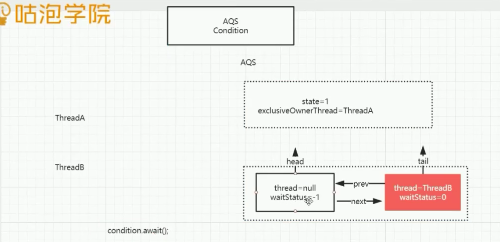 咕泡学院
AQS
Condition
AQS
state=1
exclusiveOwnerThread=ThreadA
ThreadA
ThreadB
head
tail
thread=null
waitStatus=-1
prev
next
thread=ThreadB
waitStatus=0
condition.await();